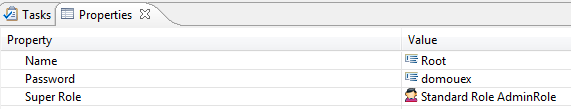 Tasks Properties
Property Value
Name Root
Password domouex
Super Role Standard Role AdminRole